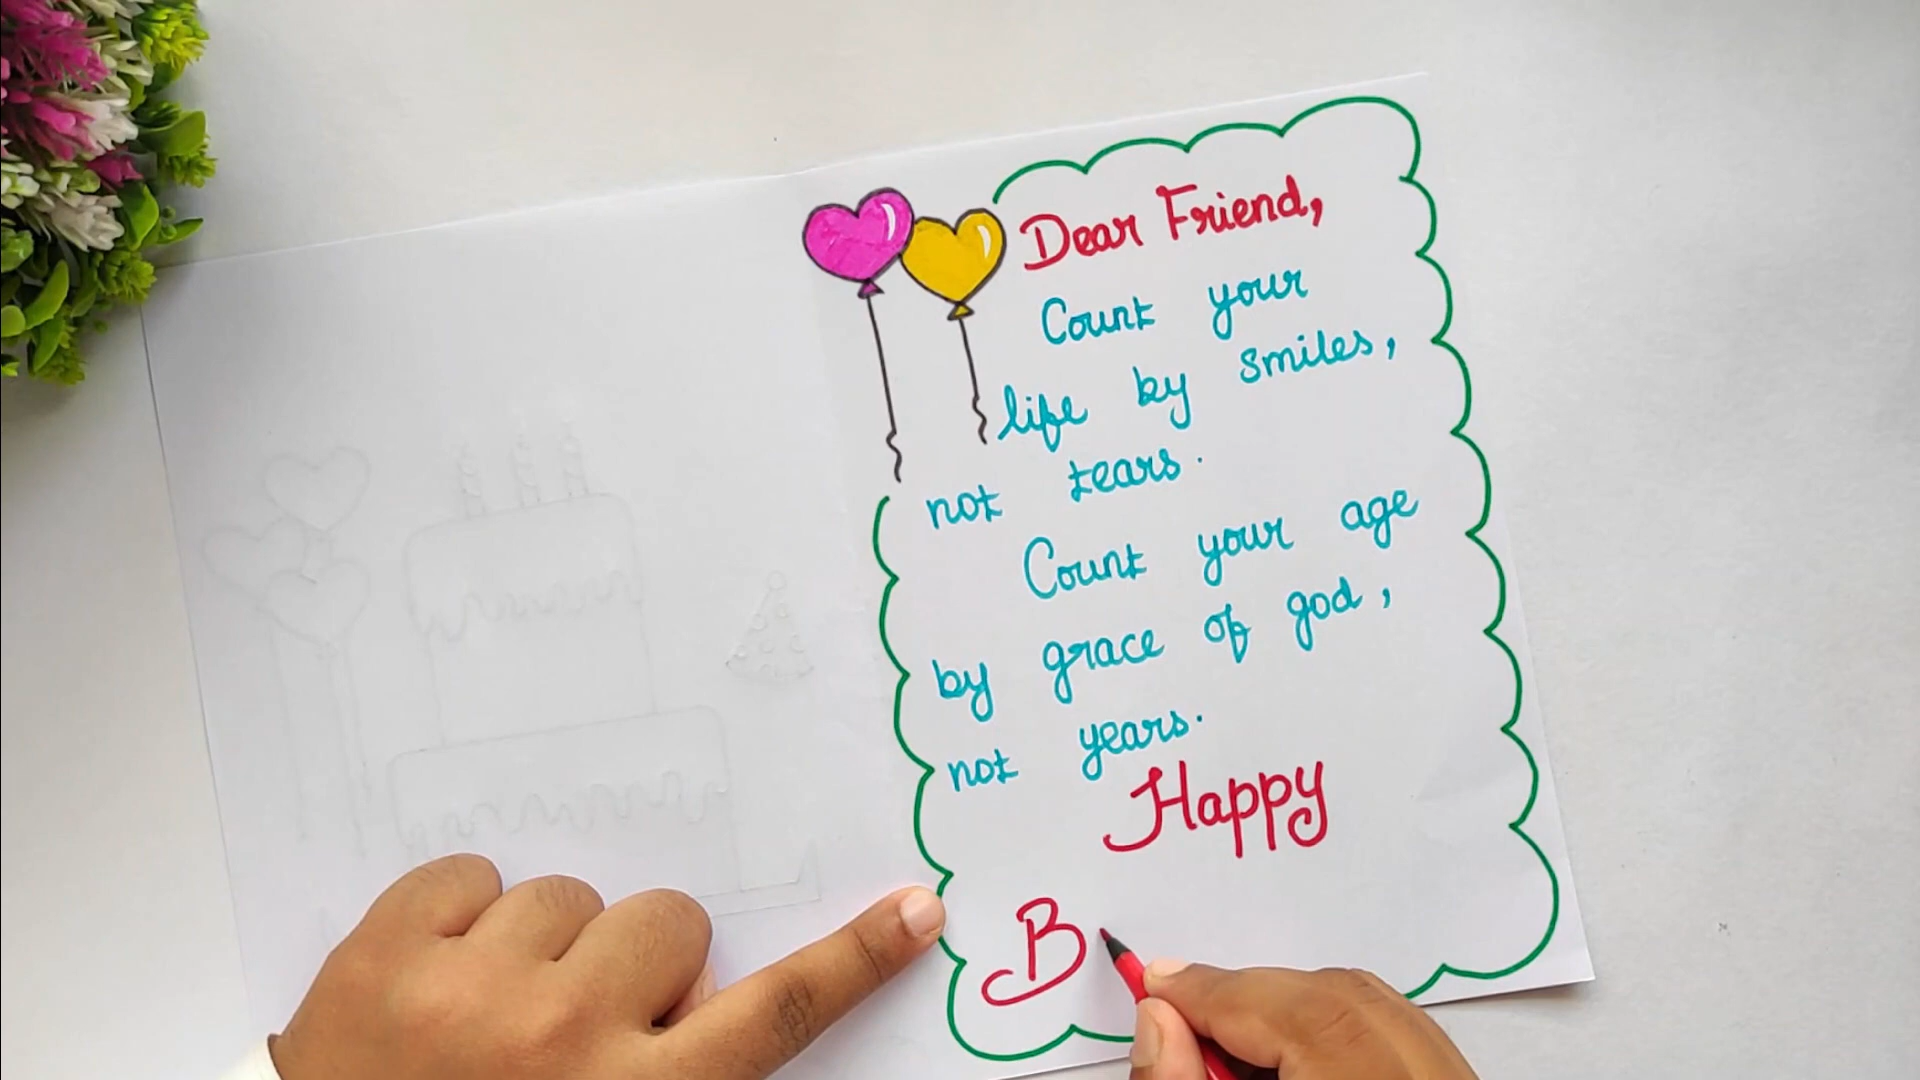 Dear Friend,
Count your
life by smiles,
not tears.
Count your age
by grace of god,
not years.
Happy
B